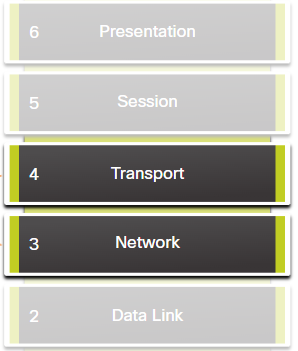 6 Presentation
5 Session
4 Transport
3 Network
2 Data Link